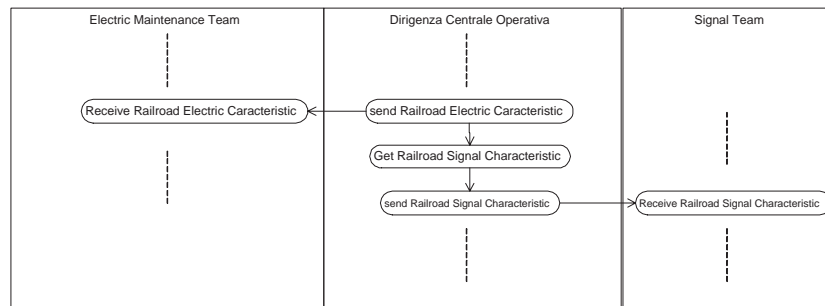 Electric Maintenance Team
Dirigenza Centrale Operativa
Signal Team
Receive Railroad Electric Caracteristic
send Railroad Electric Caracteristic
Get Railroad Signal Characteristic
send Railroad Signal Characteristic
Receive Railroad Signal Characteristic